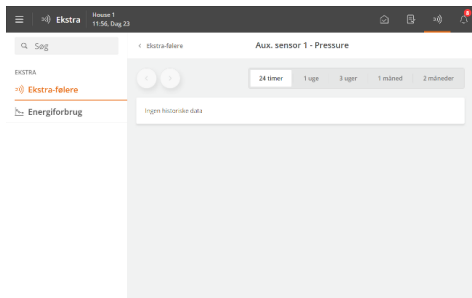 Ekstra
House 1
11:56, Dag 23
8
Søg
Ekstra-følere
Aux. sensor 1 - Pressure
EKSTRA
Ekstra-følere
Energiforbrug
24 timer
1 uge
3 uger
1 måned
2 måneder
Ingen historiske data